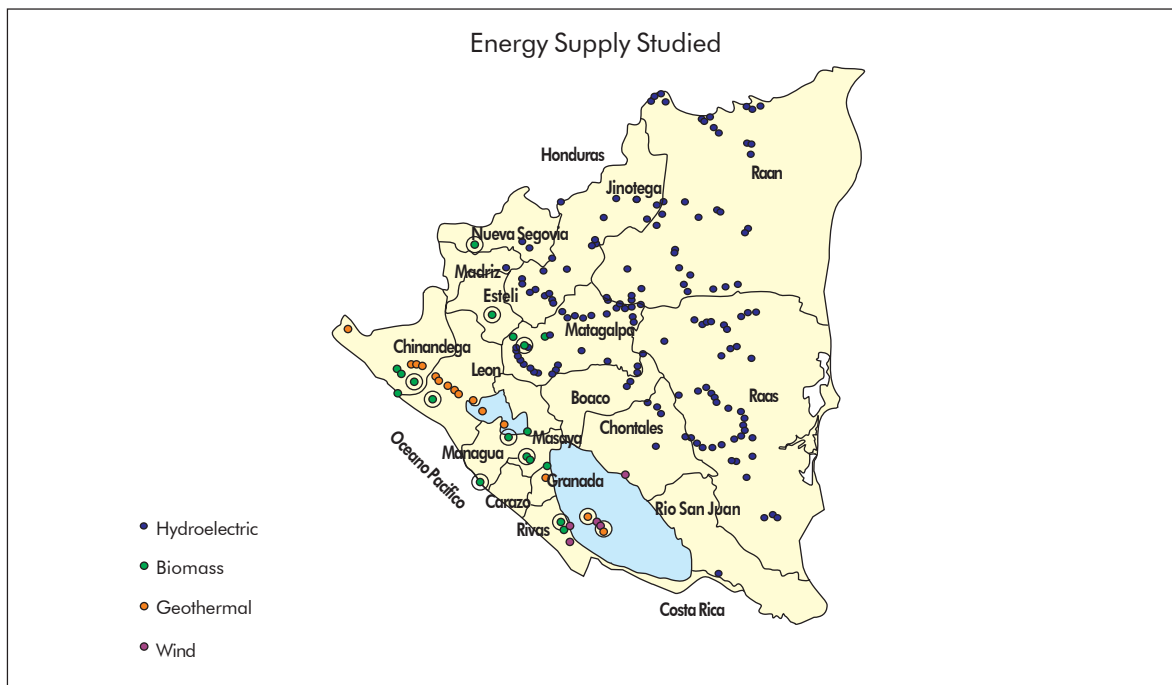 Energy Supply Studied
Honduras
Raan
Jinotega
Nueva Segovia
Madriz
Esteli
Matagalpa
Chinandega
Leon
Boaco
Raas
Chontales
Masaya
Managua
Oceano Pacifico
Granada
Carazo
Rio San Juan
Rivas
Hydroelectric
Biomass
Geothermal
Costa Rica
Wind